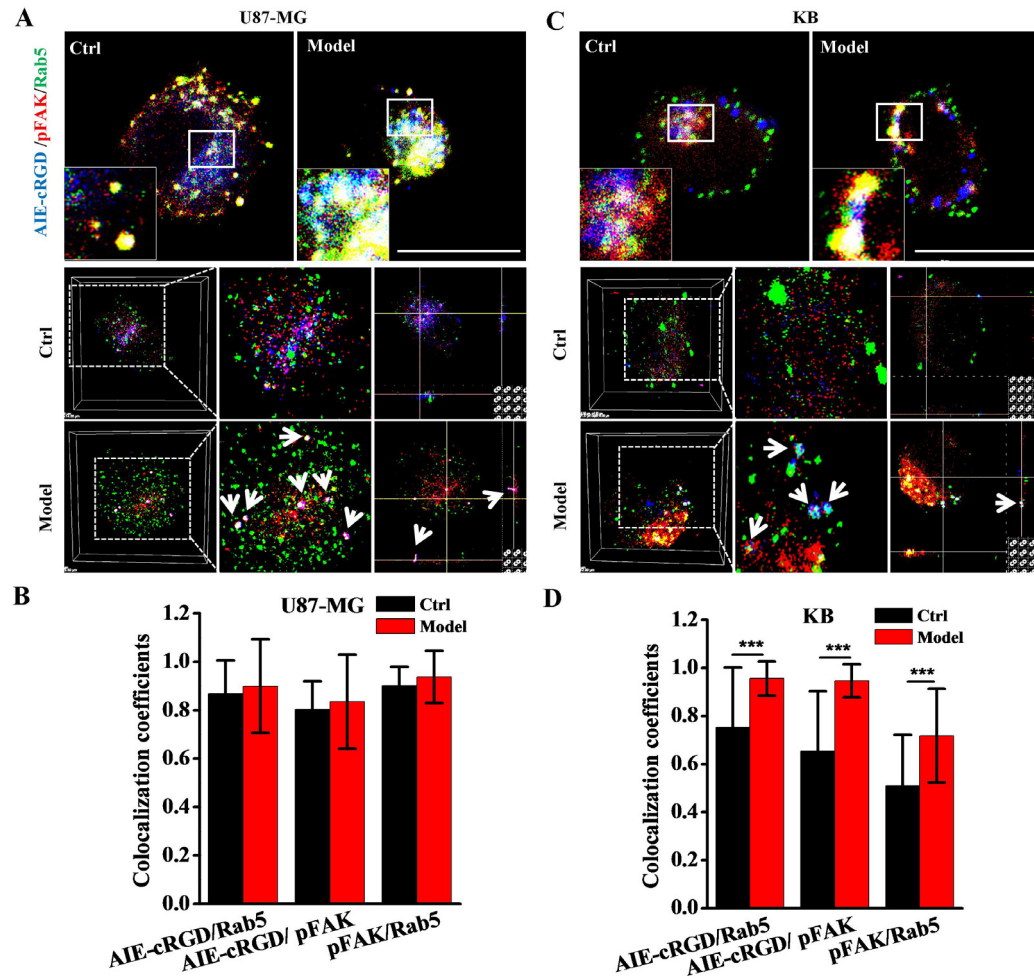 A
U87-MG
C
KB
AIE-cRGD/pFAK/Rab5
Ctrl
Model
Ctrl
Model
Ctrl
Ctrl
Model
Model
B
U87-MG
Ctrl
Model
Colocalization coefficients
1.2
1.0
0.8
0.6
0.4
0.2
0.0
AIE-cRGD/Rab5
AIE-cRGD/ pFAK
pFAK/Rab5
D
KB
Ctrl
Model
Colocalization coefficients
1.2
1.0
0.8
0.6
0.4
0.2
0.0
***
***
***
AIE-cRGD/Rab5
AIE-cRGD/ pFAK
pFAK/Rab5